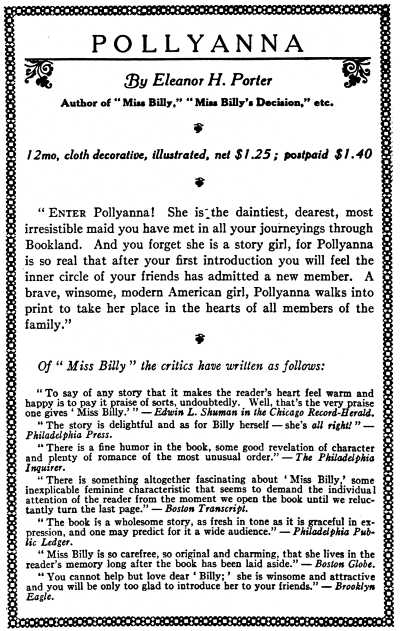 POLLYANNA
By Eleanor H. Porter
Author of "Miss Billy," "Miss Billy's Decision," etc.
12mo, cloth decorative, illustrated, net $1.25; postpaid $1.40
"ENTER Pollyanna! She is the daintiest, dearest, most
irresistible maid you have met in all your journeyings through
Bookland. And you forget she is a story girl, for Pollyanna
is so real that after your first introduction you will feel the
inner circle of your friends has admitted a new member. A
brave, winsome, modern American girl, Pollyanna walks into
print to take her place in the hearts of all members of the
family."
Of "Miss Billy" the critics have written as follows:
"To say of any story that it makes the reader's heart feel warm and
happy is to pay it praise of sorts, undoubtedly. Well, that's the very praise
one gives 'Miss Billy.'" — Edwin L. Shuman in the Chicago Record-Herald.
"The story is delightful and as for Billy herself — she's all right!" —
Philadelphia Press.
"There is a fine humor in the book, some good revelation of character
and plenty of romance of the most unusual order." — The Philadelphia
Inquirer.
"There is something altogether fascinating about 'Miss Billy,' some
inexplicable feminine characteristic that seems to demand the individual
attention of the reader from the moment we open the book until we reluc-
tantly turn the last page." — Boston Transcript.
"The book is a wholesome story, as fresh in tone as it is graceful in ex-
pression, and one may predict for it a wide audience." — Philadelphia Pub-
lic Ledger.
"Miss Billy is so carefree, so original and charming, that she lives in the
reader's memory long after the book has been laid aside." — Boston Globe.
"You cannot help but love dear 'Billy;' she is winsome and attractive
and you will be only too glad to introduce her to your friends." — Brooklyn
Eagle.